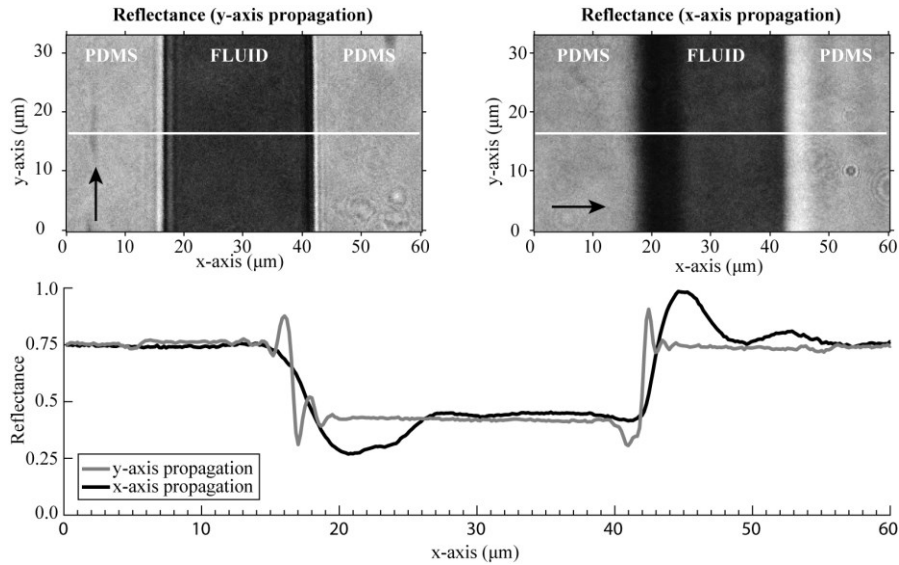 Reflectance (y-axis propagation)
Reflectance (x-axis propagation)
PDMS FLUID PDMS
PDMS FLUID PDMS
30
20
10
0
y-axis (μm)
0 10 20 30 40 50 60
x-axis (μm)
30
20
10
0
y-axis (μm)
0 10 20 30 40 50 60
x-axis (μm)
1.0
0.75
0.50
0.25
0.0
Reflectance
y-axis propagation
x-axis propagation
0 10 20 30 40 50 60
x-axis (μm)